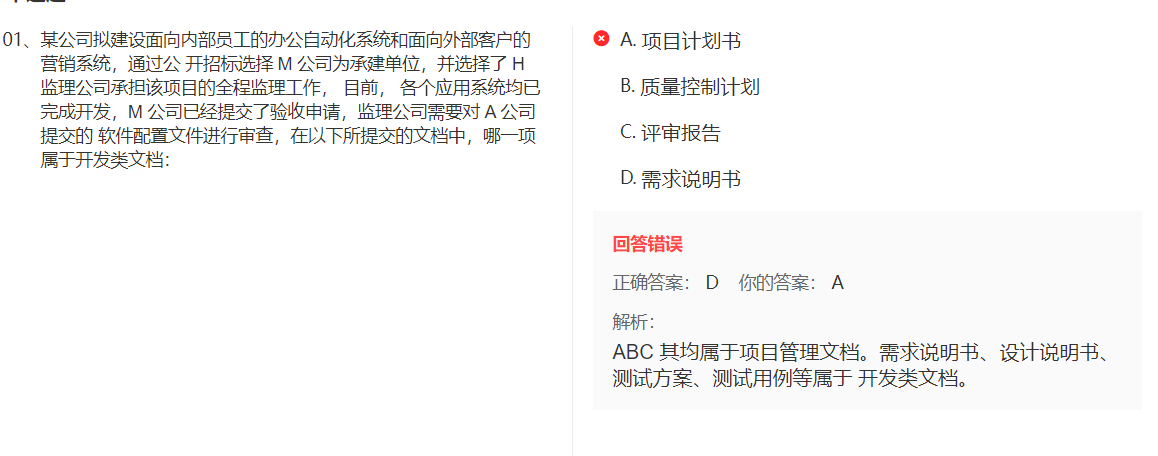 01、某公司拟建设面向内部员工的办公自动化系统和面向外部客户的
营销系统，通过公 开招标选择 M 公司为承建单位，并选择了 H
监理公司承担该项目的全程监理工作， 目前， 各个应用系统均已
完成开发，M 公司已经提交了验收申请，监理公司需要对 A 公司
提交的 软件配置文件进行审查，在以下所提交的文档中，哪一项
属于开发类文档：
A. 项目计划书
B. 质量控制计划
C. 评审报告
D. 需求说明书
回答错误
正确答案： D 你的答案： A
解析：
ABC 其均属于项目管理文档。需求说明书、设计说明书、
测试方案、测试用例等属于 开发类文档。